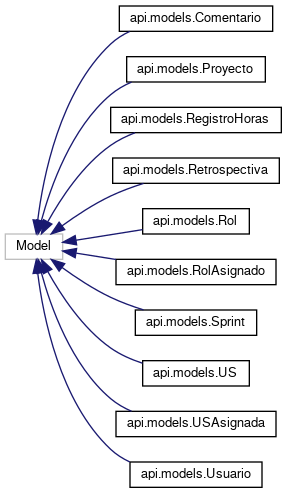 api.models.Comentario
api.models.Proyecto
api.models.RegistroHoras
api.models.Retrospectiva
api.models.Rol
Model
api.models.RolAsignado
api.models.Sprint
api.models.US
api.models.USAsignada
api.models.Usuario